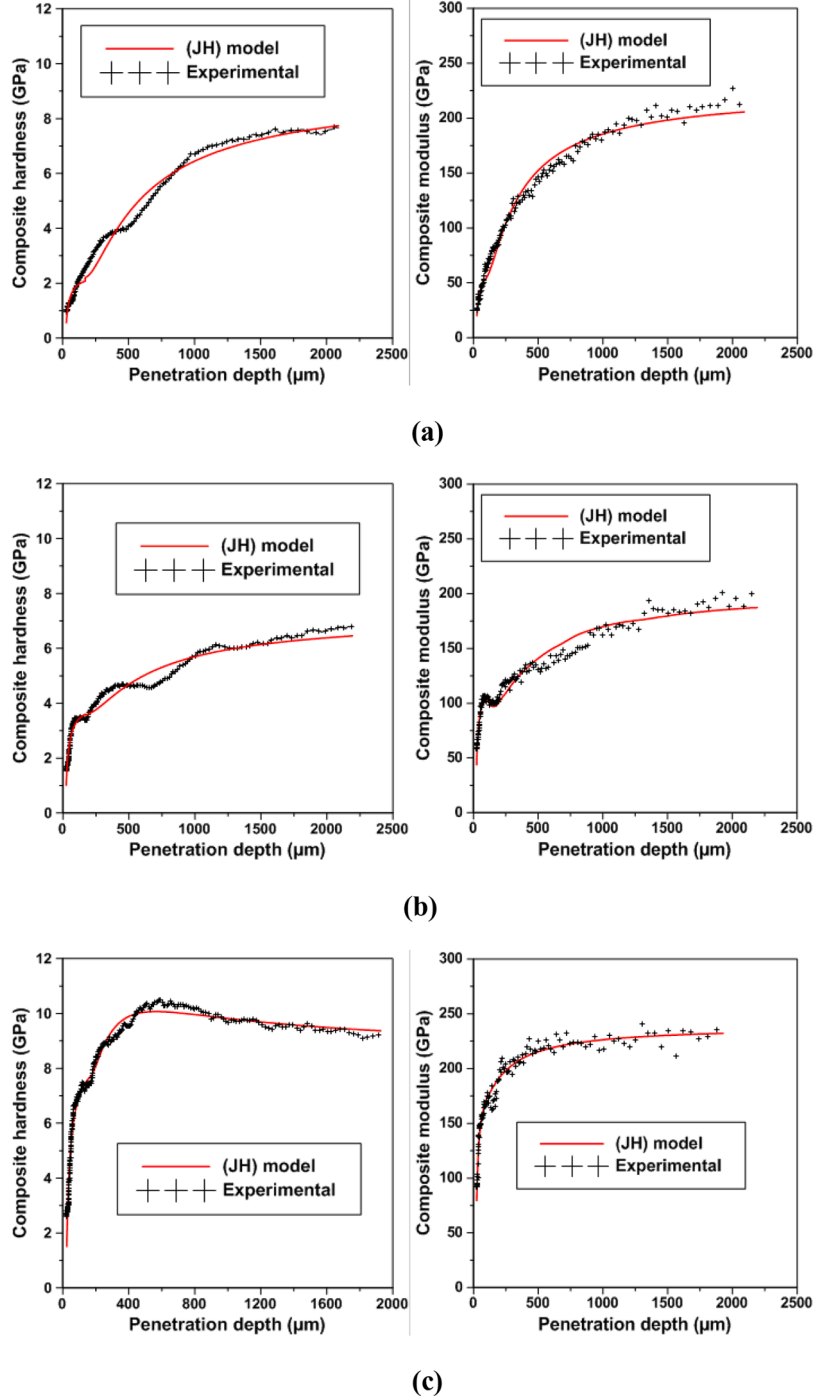 12
10
8
6
4
2
0
Composite hardness (GPa)
(JH) model
Experimental
0 500 1000 1500 2000 2500
Penetration depth (μm)
300
250
200
150
100
50
0
Composite modulus (GPa)
(JH) model
Experimental
0 500 1000 1500 2000 2500
Penetration depth (μm)
(a)
12
10
8
6
4
2
0
Composite hardness (GPa)
(JH) model
Experimental
0 500 1000 1500 2000 2500
Penetration depth (μm)
300
250
200
150
100
50
0
Composite modulus (GPa)
(JH) model
Experimental
0 500 1000 1500 2000 2500
Penetration depth (μm)
(b)
12
10
8
6
4
2
0
Composite hardness (GPa)
(JH) model
Experimental
0 400 800 1200 1600 2000
Penetration depth (μm)
300
250
200
150
100
50
0
Composite modulus (GPa)
(JH) model
Experimental
0 500 1000 1500 2000 2500
Penetration depth (μm)
(c)